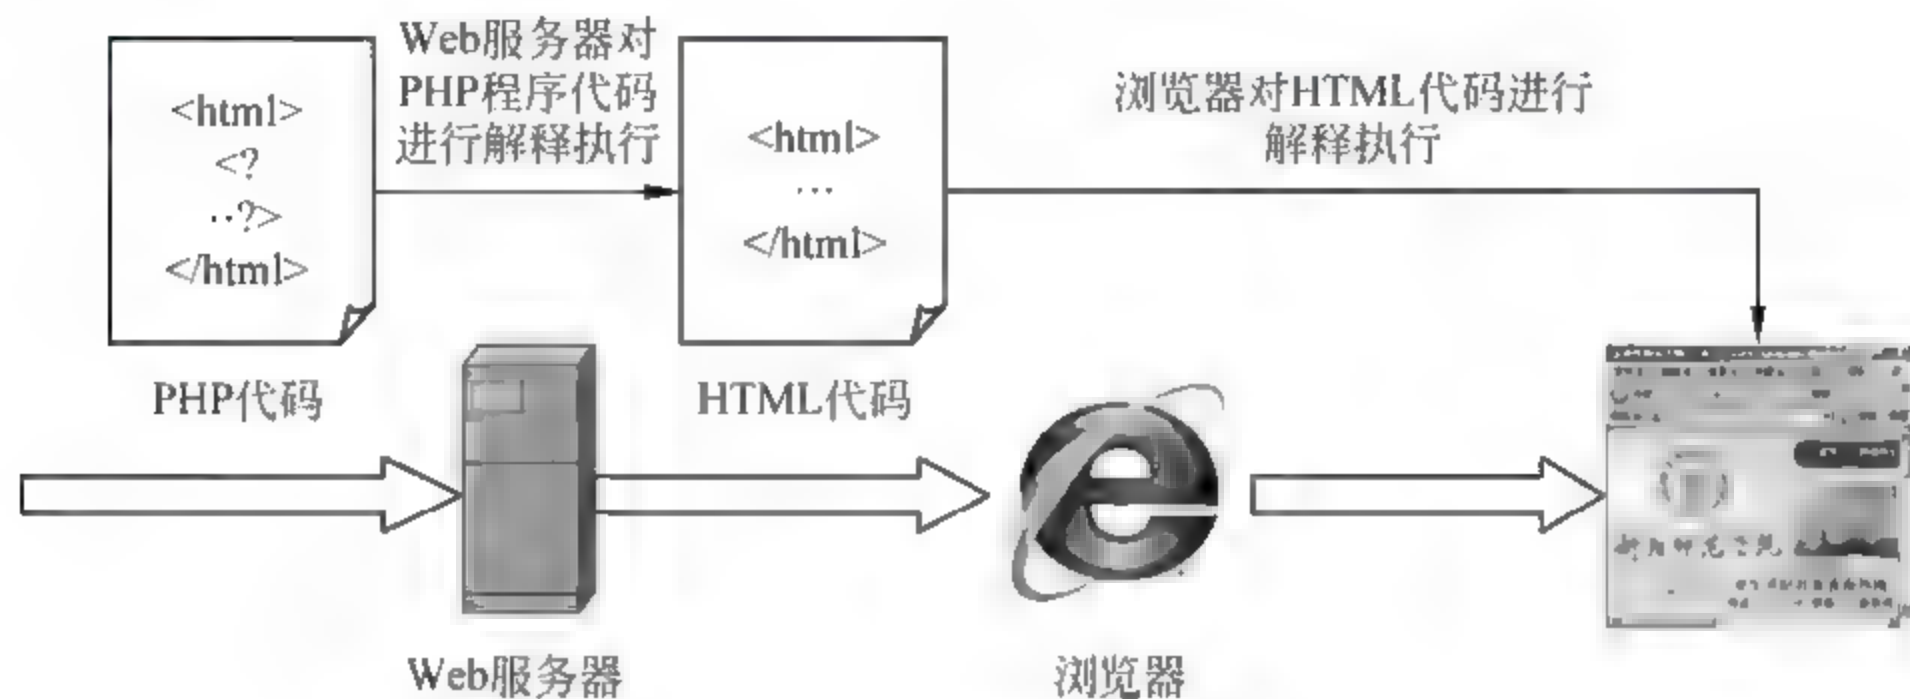 <html>
<?
..?>
</html>
PHP代码
Web服务器对
PHP程序代码
进行解释执行
<html>
...
</html>
HTML代码
浏览器对HTML代码进行
解释执行
Web服务器
浏览器